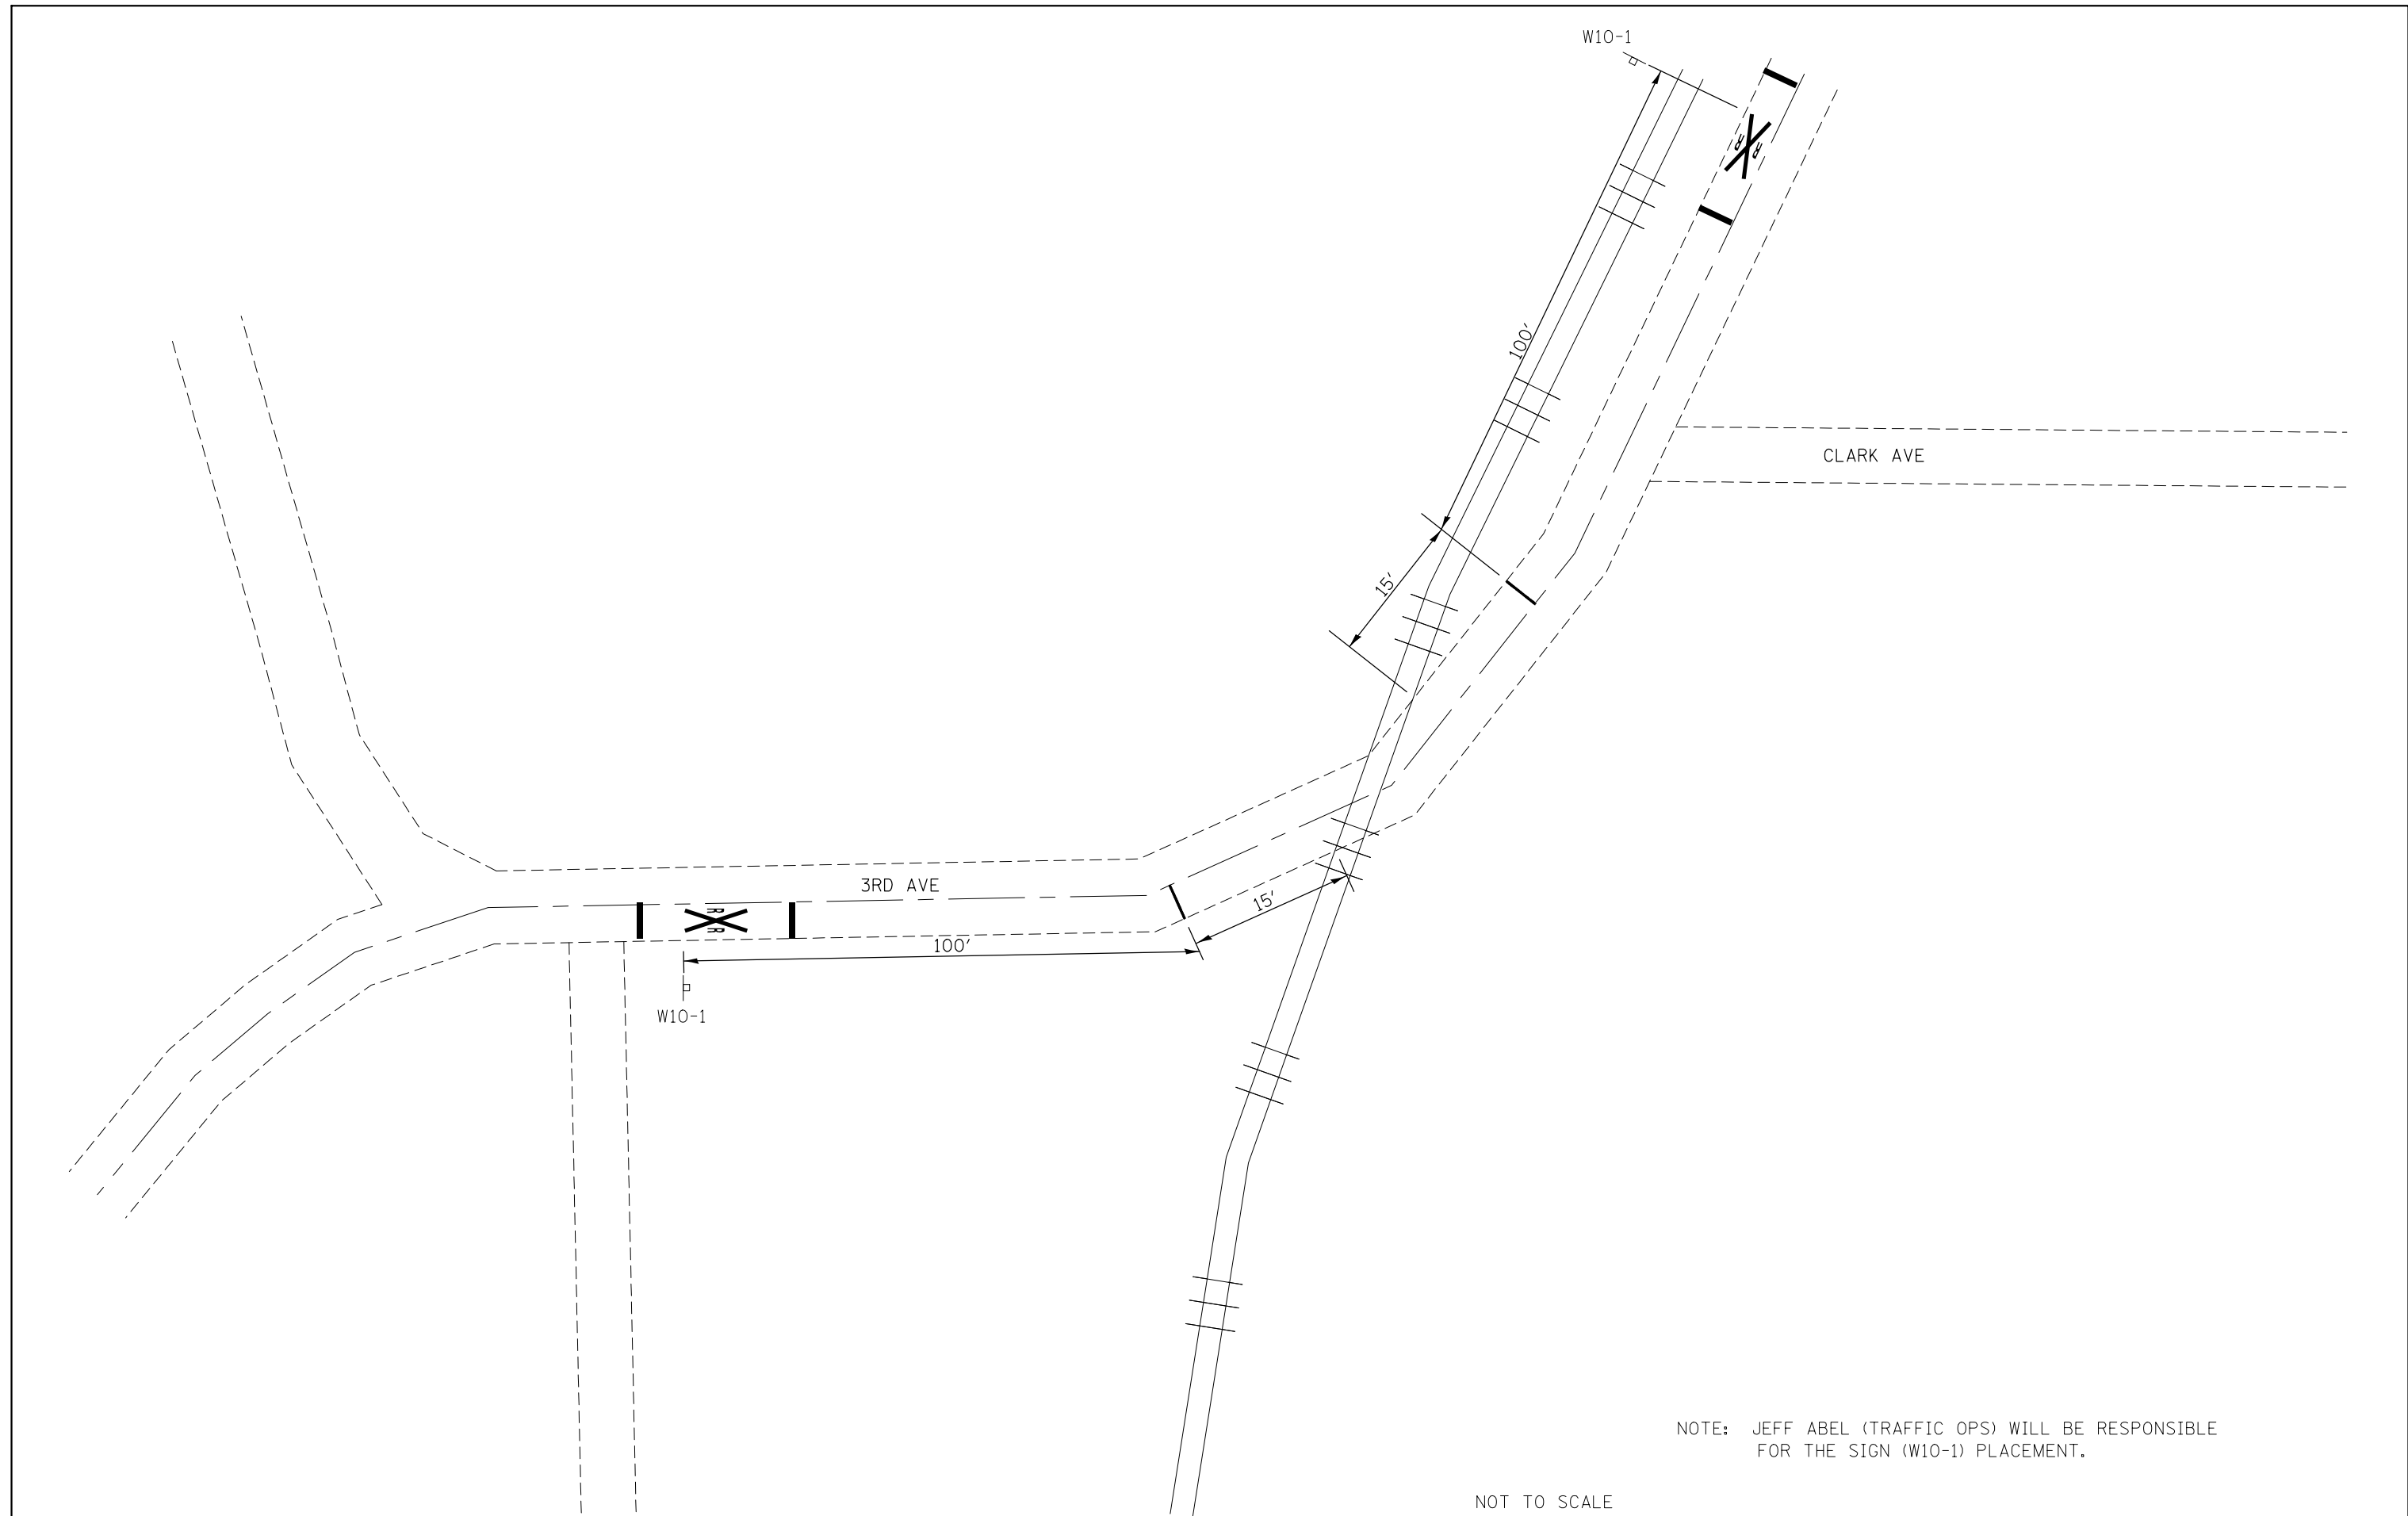 W10-1
R R
100'
CLARK AVE
15'
3RD AVE
R R
15'
100'
W10-1
NOTE: JEFF ABEL (TRAFFIC OPS) WILL BE RESPONSIBLE
FOR THE SIGN (W10-1) PLACEMENT.
NOT TO SCALE